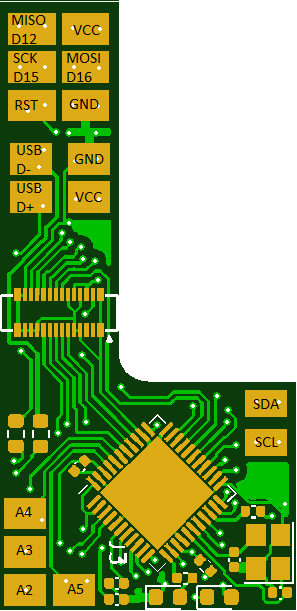 MISO
D12
VCC
SCK
D15
MOSI
D16
RST
GND
USB
D-
GND
USB
D+
VCC
SDA
SCL
A4
A3
A2
A5